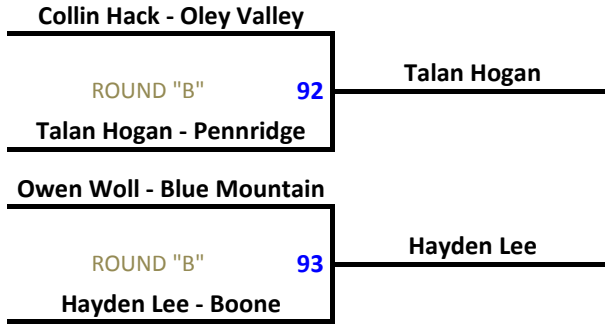 Collin Hack - Oley Valley
Talan Hogan
ROUND "B" 92
Talan Hogan - Pennridge
Owen Woll - Blue Mountain
Hayden Lee
ROUND "B" 93
Hayden Lee - Boone